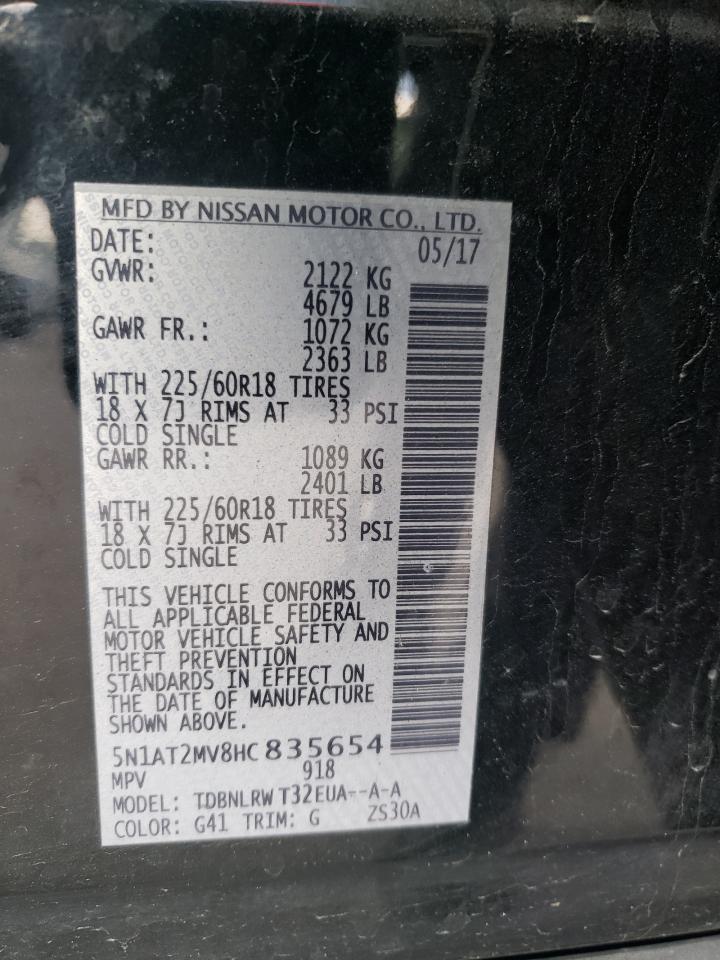 MFD BY NISSAN MOTOR CO., LTD.
DATE: 05/17
GVWR: 2122 KG
4679 LB
GAWR FR.: 1072 KG
2363 LB
WITH 225/60R18 TIRES
18 X 7J RIMS AT 33 PSI
COLD SINGLE
GAWR RR.: 1089 KG
2401 LB
WITH 225/60R18 TIRES
18 X 7J RIMS AT 33 PSI
COLD SINGLE
THIS VEHICLE CONFORMS TO
ALL APPLICABLE FEDERAL
MOTOR VEHICLE SAFETY AND
THEFT PREVENTION
STANDARDS IN EFFECT ON
THE DATE OF MANUFACTURE
SHOWN ABOVE.
5N1AT2MV8HC835654
MPV 918
MODEL: TDBNLRW T32EUA--A-A
COLOR: G41 TRIM: G ZS30A